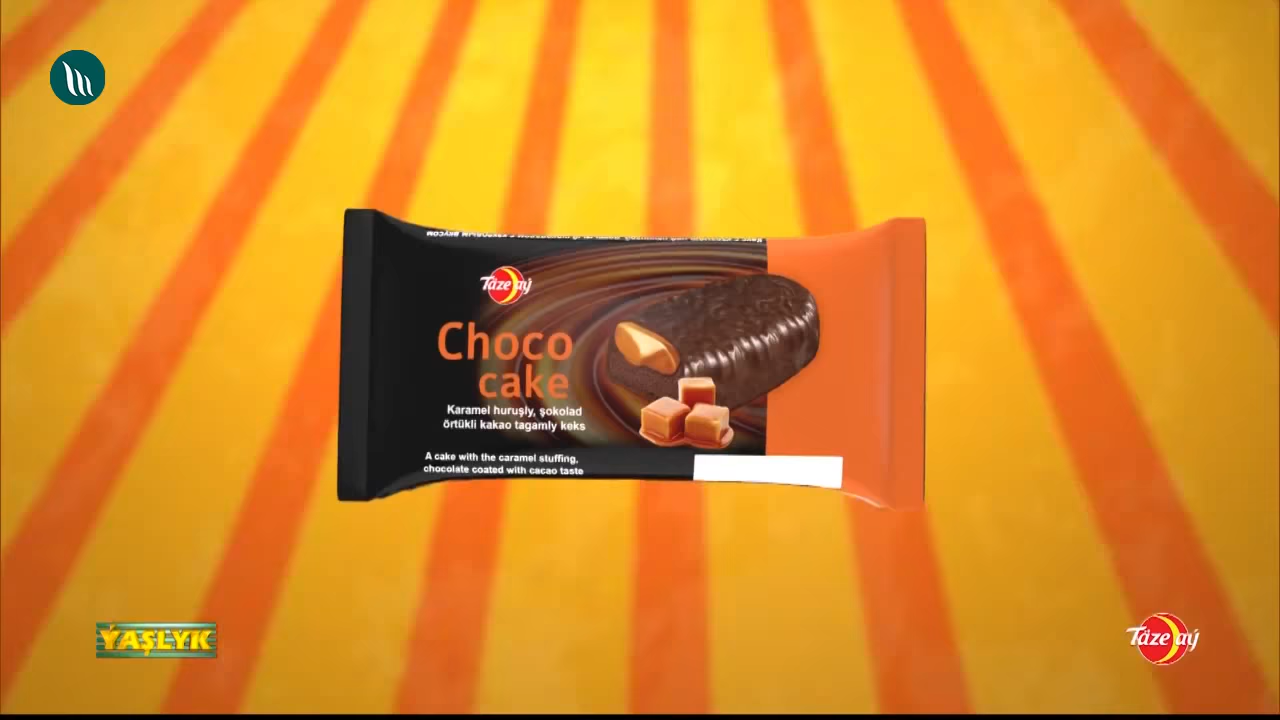 Täze aý
Choco
cake
Karamel huruşly, şokolad
örtükli kakao tagamly keks
A cake with the caramel stuffing,
chocolate coated with cacao taste
ÝAŞLYK
Täze aý